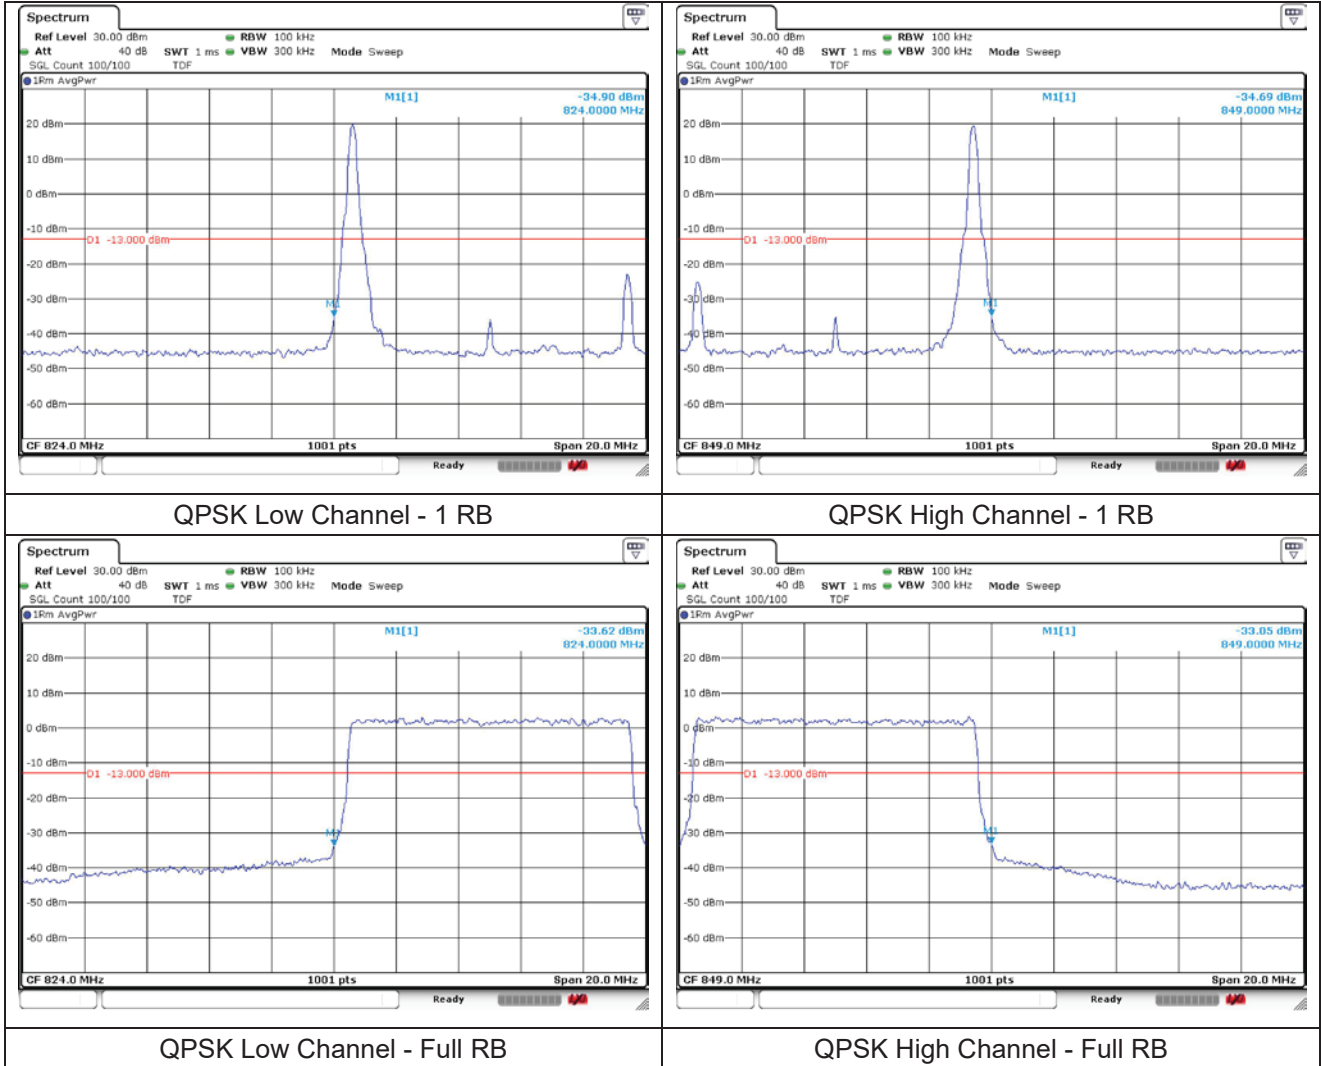 Spectrum
Ref Level 30.00 dBm RBW 100 kHz
Att 40 dB SWT 1 ms VBW 300 kHz Mode Sweep
SGL Count 100/100 TDF
1Rm AvgPwr
M1[1] -34.90 dBm
824.0000 MHz
20 dBm
10 dBm
0 dBm
-10 dBm
D1 -13.000 dBm
-20 dBm
-30 dBm
M1
-40 dBm
-50 dBm
-60 dBm
CF 824.0 MHz 1001 pts Span 20.0 MHz
Ready
QPSK Low Channel - 1 RB
Spectrum
Ref Level 30.00 dBm RBW 100 kHz
Att 40 dB SWT 1 ms VBW 300 kHz Mode Sweep
SGL Count 100/100 TDF
1Rm AvgPwr
M1[1] -34.69 dBm
849.0000 MHz
20 dBm
10 dBm
0 dBm
-10 dBm
D1 -13.000 dBm
-20 dBm
-30 dBm
M1
-40 dBm
-50 dBm
-60 dBm
CF 849.0 MHz 1001 pts Span 20.0 MHz
Ready
QPSK High Channel - 1 RB
Spectrum
Ref Level 30.00 dBm RBW 100 kHz
Att 40 dB SWT 1 ms VBW 300 kHz Mode Sweep
SGL Count 100/100 TDF
1Rm AvgPwr
M1[1] -33.62 dBm
824.0000 MHz
20 dBm
10 dBm
0 dBm
-10 dBm
D1 -13.000 dBm
-20 dBm
-30 dBm
M1
-40 dBm
-50 dBm
-60 dBm
CF 824.0 MHz 1001 pts Span 20.0 MHz
Ready
QPSK Low Channel - Full RB
Spectrum
Ref Level 30.00 dBm RBW 100 kHz
Att 40 dB SWT 1 ms VBW 300 kHz Mode Sweep
SGL Count 100/100 TDF
1Rm AvgPwr
M1[1] -33.05 dBm
849.0000 MHz
20 dBm
10 dBm
0 dBm
-10 dBm
D1 -13.000 dBm
-20 dBm
-30 dBm
M1
-40 dBm
-50 dBm
-60 dBm
CF 849.0 MHz 1001 pts Span 20.0 MHz
Ready
QPSK High Channel - Full RB